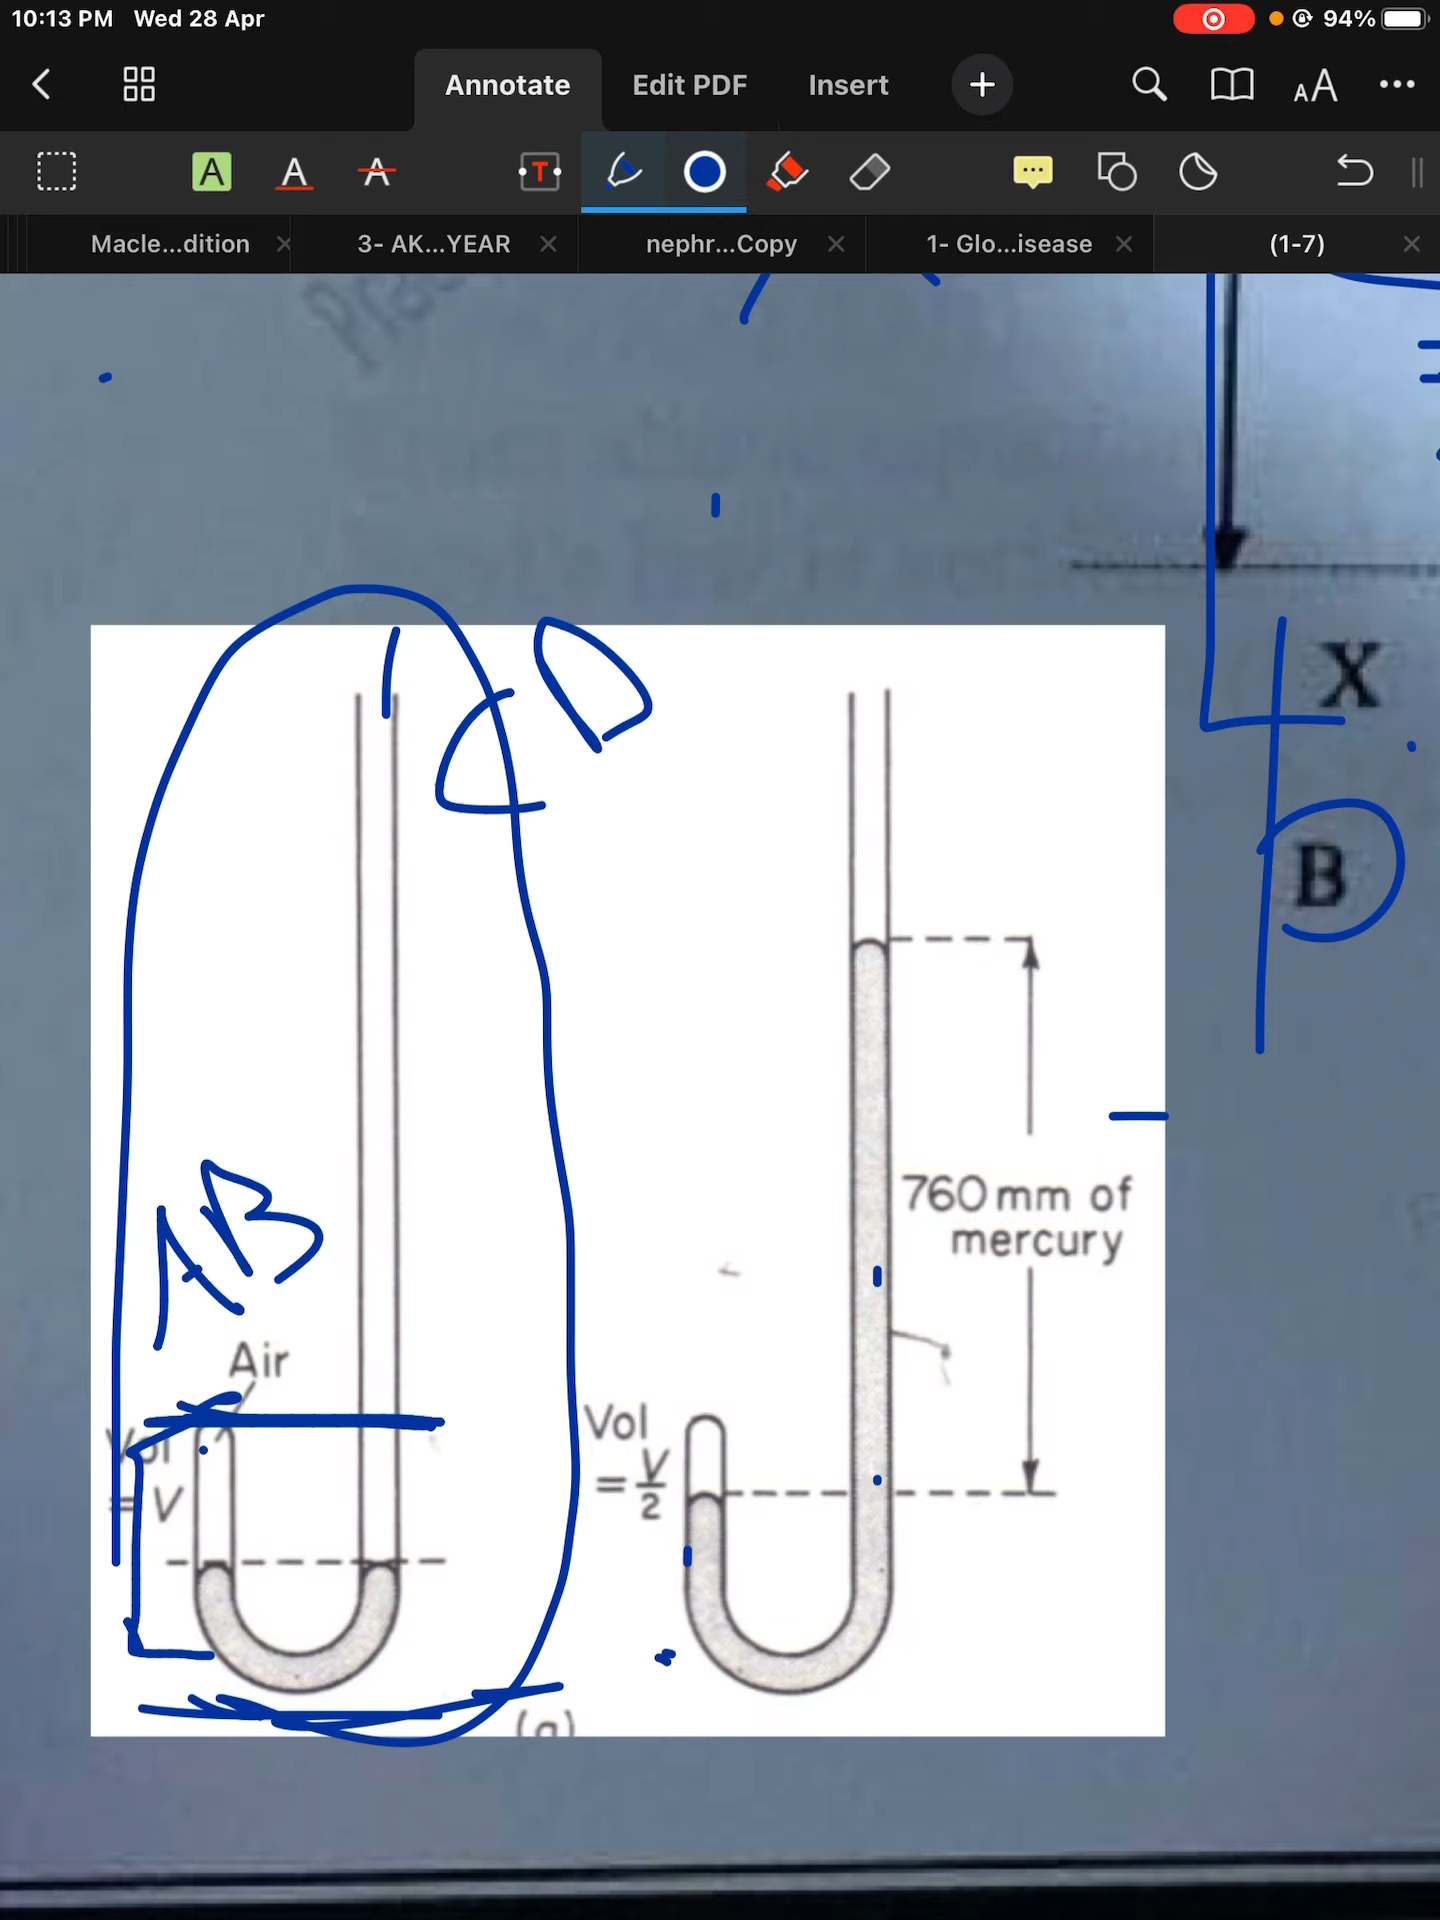 10:13 PM Wed 28 Apr
94%
Annotate Edit PDF Insert
AA
A A A T
Macle...dition 3- AK...YEAR nephr...Copy 1- Glo...isease (1-7)
X
B
C D
AB
760 mm of
mercury
Air
Vol
= V
Vol
= V/2
(a)